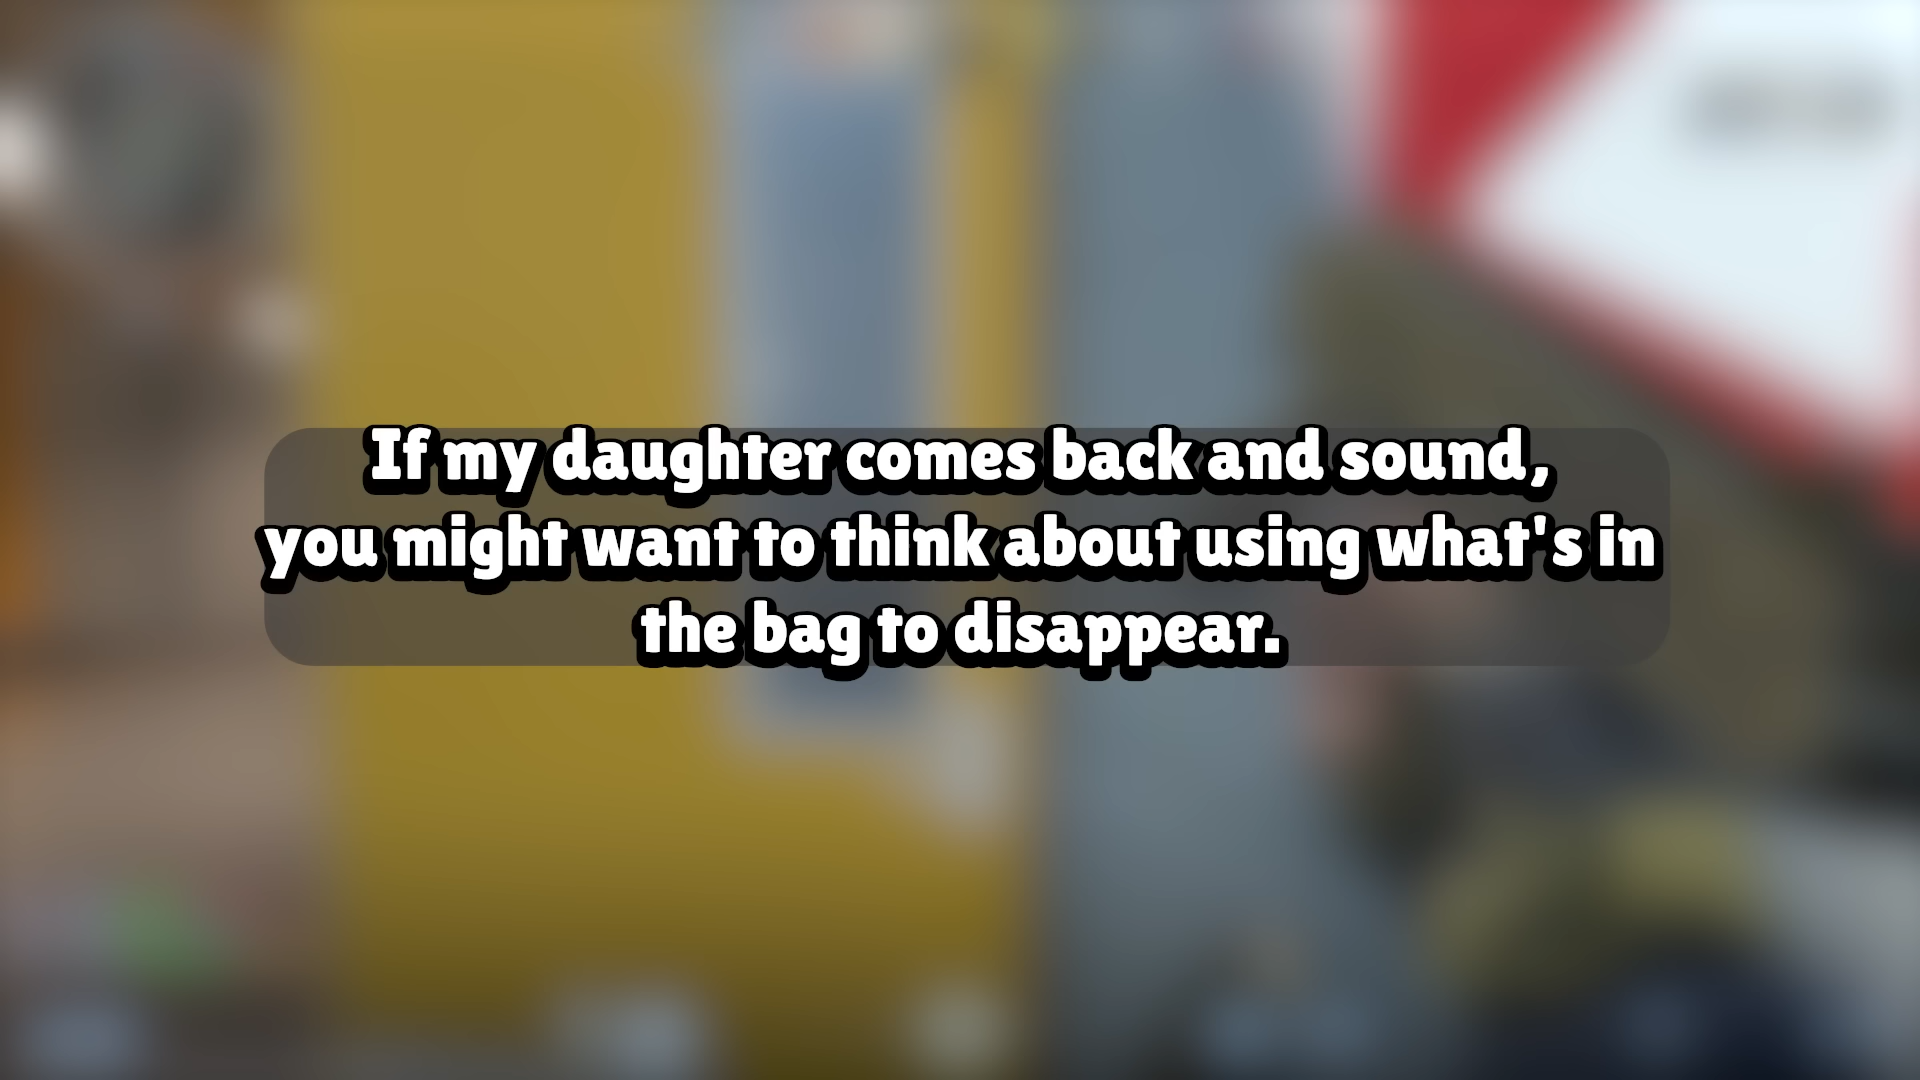 If my daughter comes back and sound,
you might want to think about using what's in
the bag to disappear.